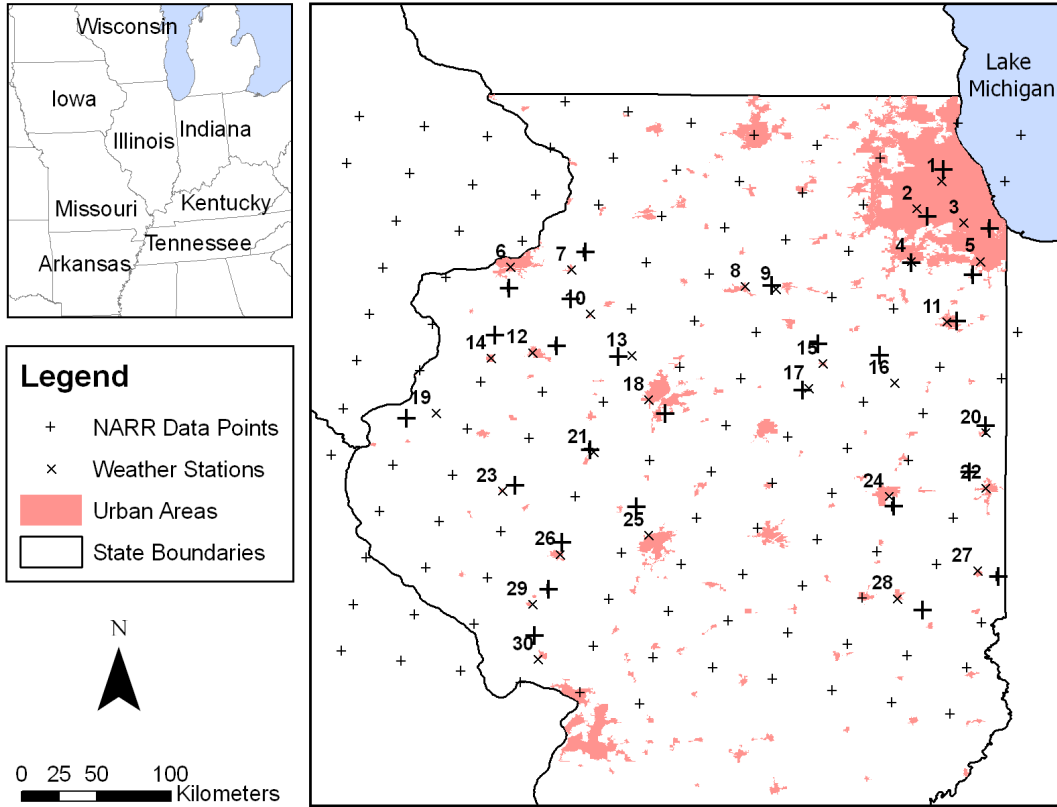 Wisconsin
Iowa
Illinois
Indiana
Missouri
Kentucky
Tennessee
Arkansas
Legend
NARR Data Points
Weather Stations
Urban Areas
State Boundaries
N
0 25 50 100
Kilometers
Lake
Michigan
1
2
3
4
5
6
7
8
9
10
11
12
13
14
15
16
17
18
19
20
21
22
23
24
25
26
27
28
29
30